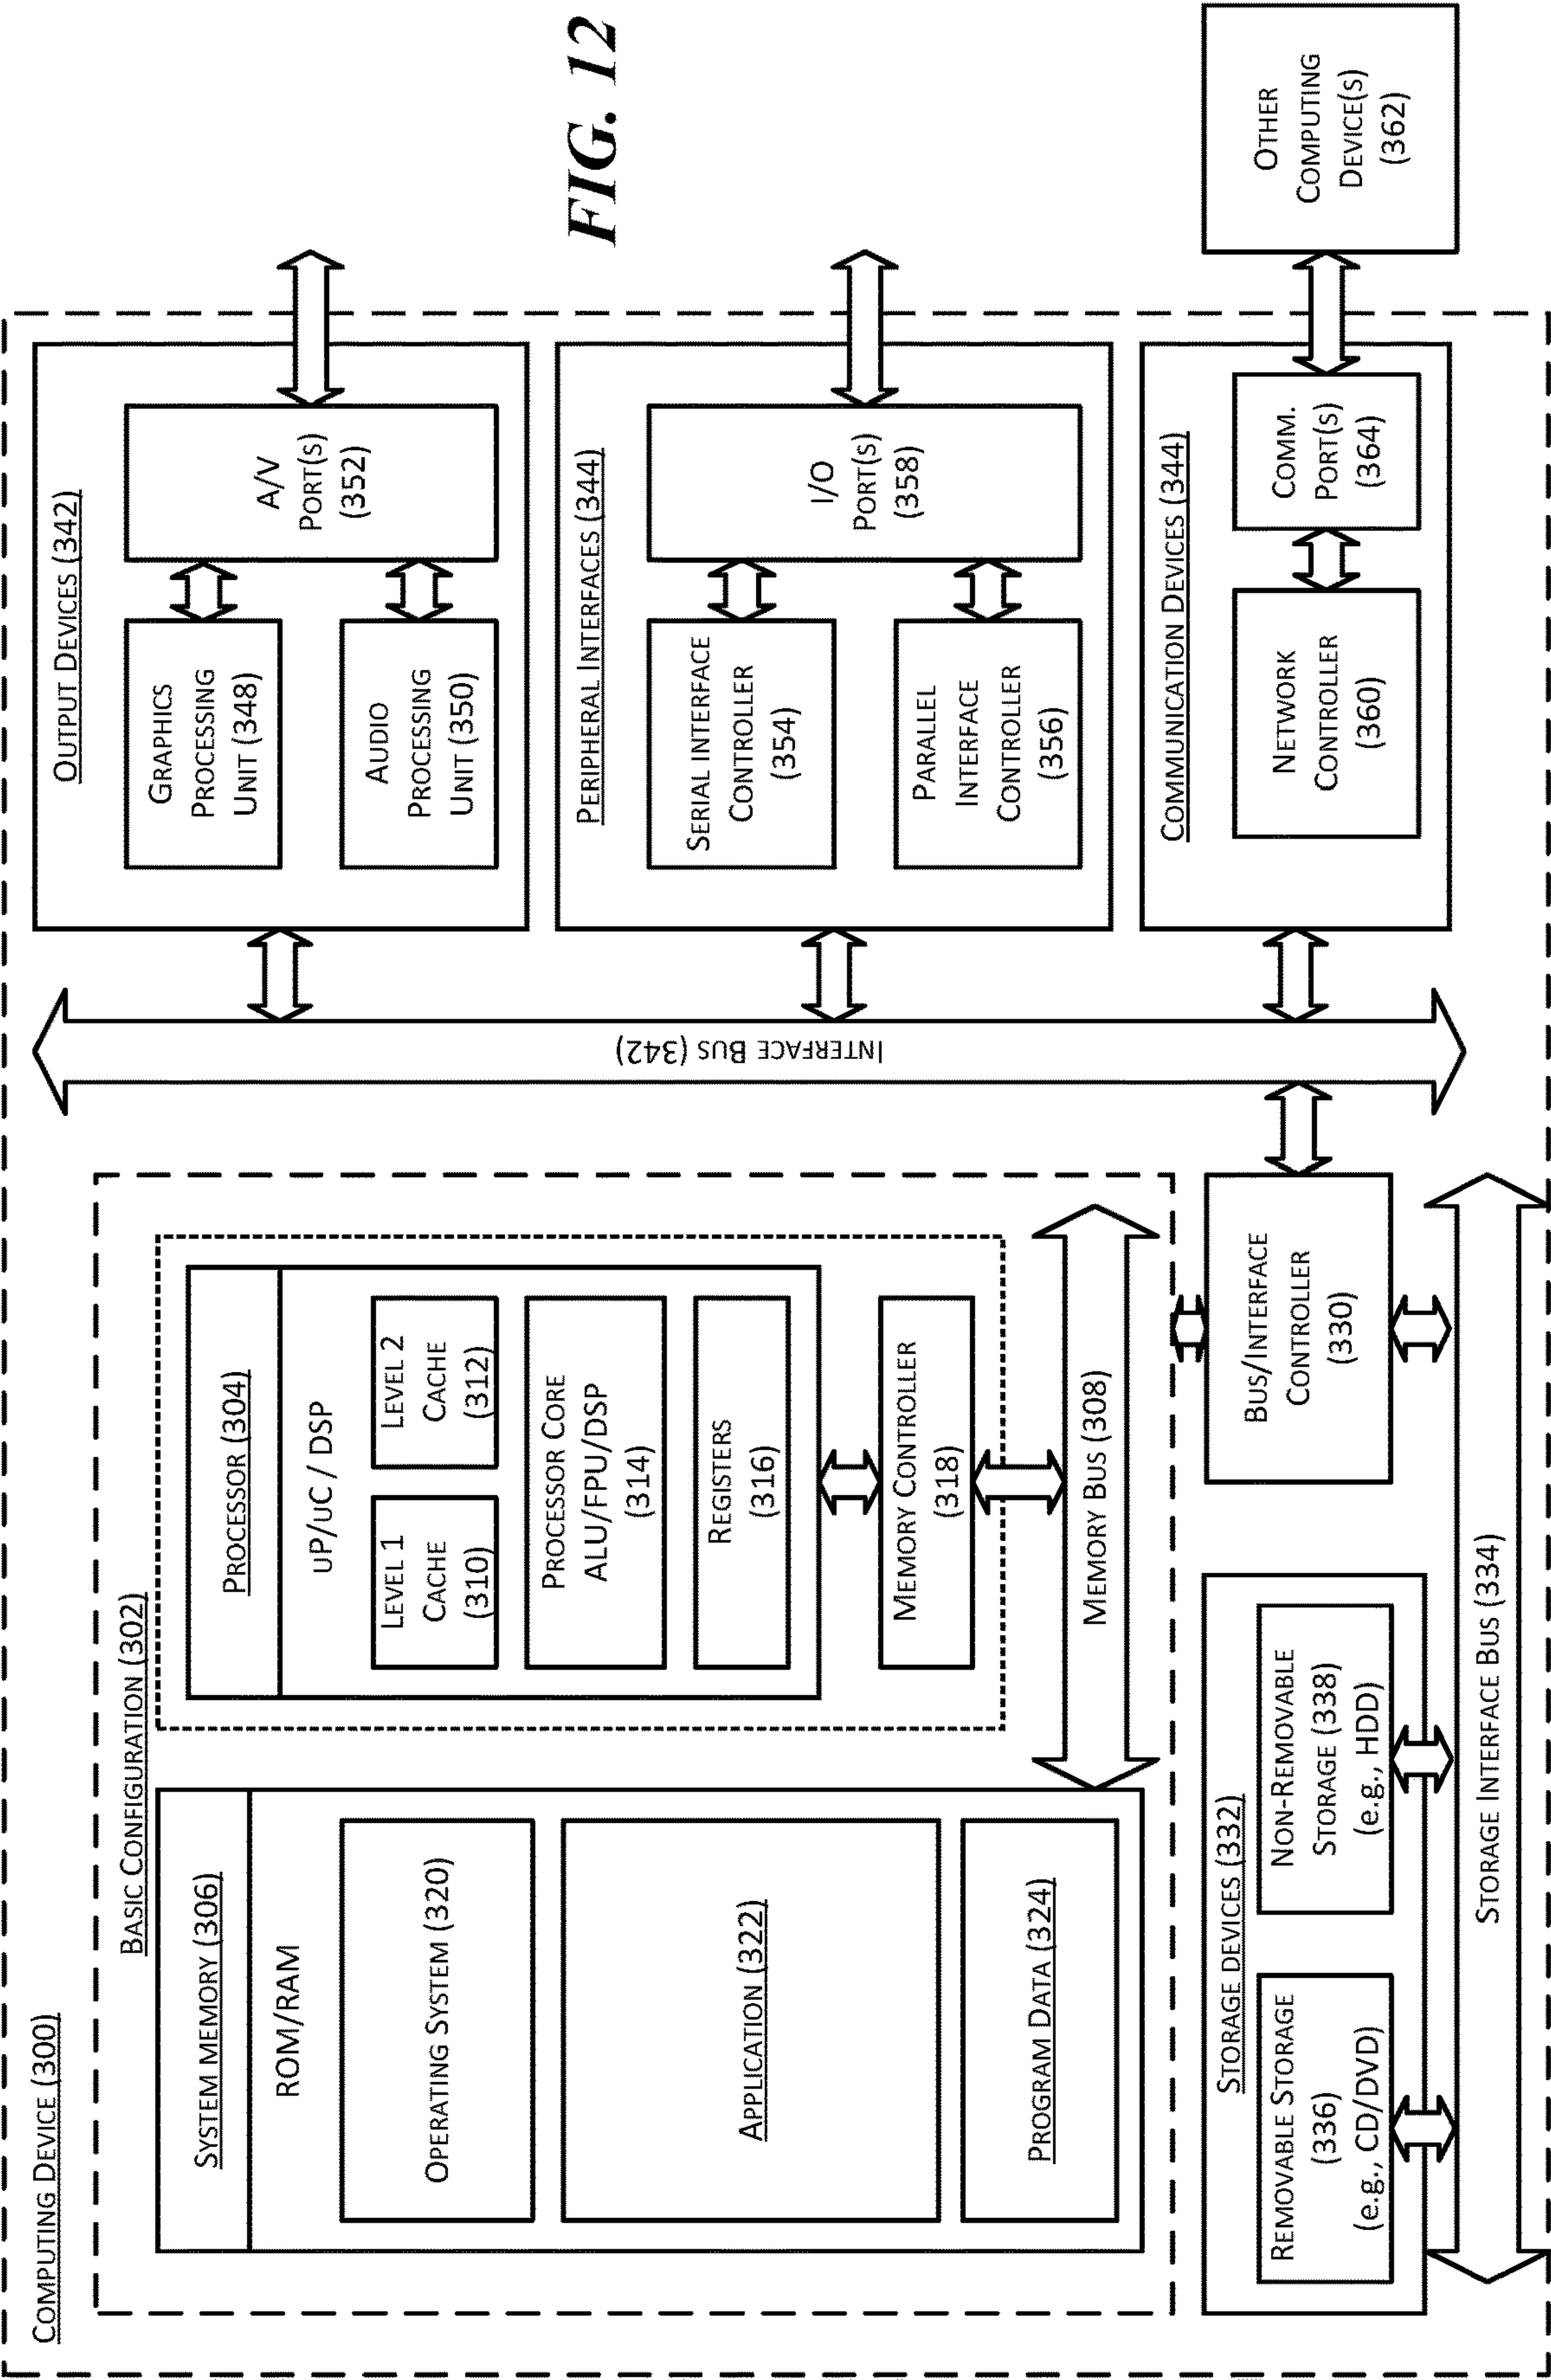 COMPUTING DEVICE (300)
BASIC CONFIGURATION (302)
SYSTEM MEMORY (306)
ROM/RAM
OPERATING SYSTEM (320)
APPLICATION (322)
PROGRAM DATA (324)
PROCESSOR (304)
UP/UC / DSP
LEVEL 1
CACHE
(310)
LEVEL 2
CACHE
(312)
PROCESSOR CORE
ALU/FPU/DSP
(314)
REGISTERS
(316)
MEMORY CONTROLLER
(318)
MEMORY BUS (308)
STORAGE DEVICES (332)
REMOVABLE STORAGE
(336)
(e.g., CD/DVD)
NON-REMOVABLE
STORAGE (338)
(e.g., HDD)
BUS/INTERFACE
CONTROLLER
(330)
STORAGE INTERFACE BUS (334)
INTERFACE BUS (342)
OUTPUT DEVICES (342)
GRAPHICS
PROCESSING
UNIT (348)
AUDIO
PROCESSING
UNIT (350)
A/V
PORT(S)
(352)
PERIPHERAL INTERFACES (344)
SERIAL INTERFACE
CONTROLLER
(354)
PARALLEL
INTERFACE
CONTROLLER
(356)
I/O
PORT(S)
(358)
COMMUNICATION DEVICES (344)
NETWORK
CONTROLLER
(360)
COMM.
PORT(S)
(364)
OTHER
COMPUTING
DEVICE(S)
(362)
FIG. 12